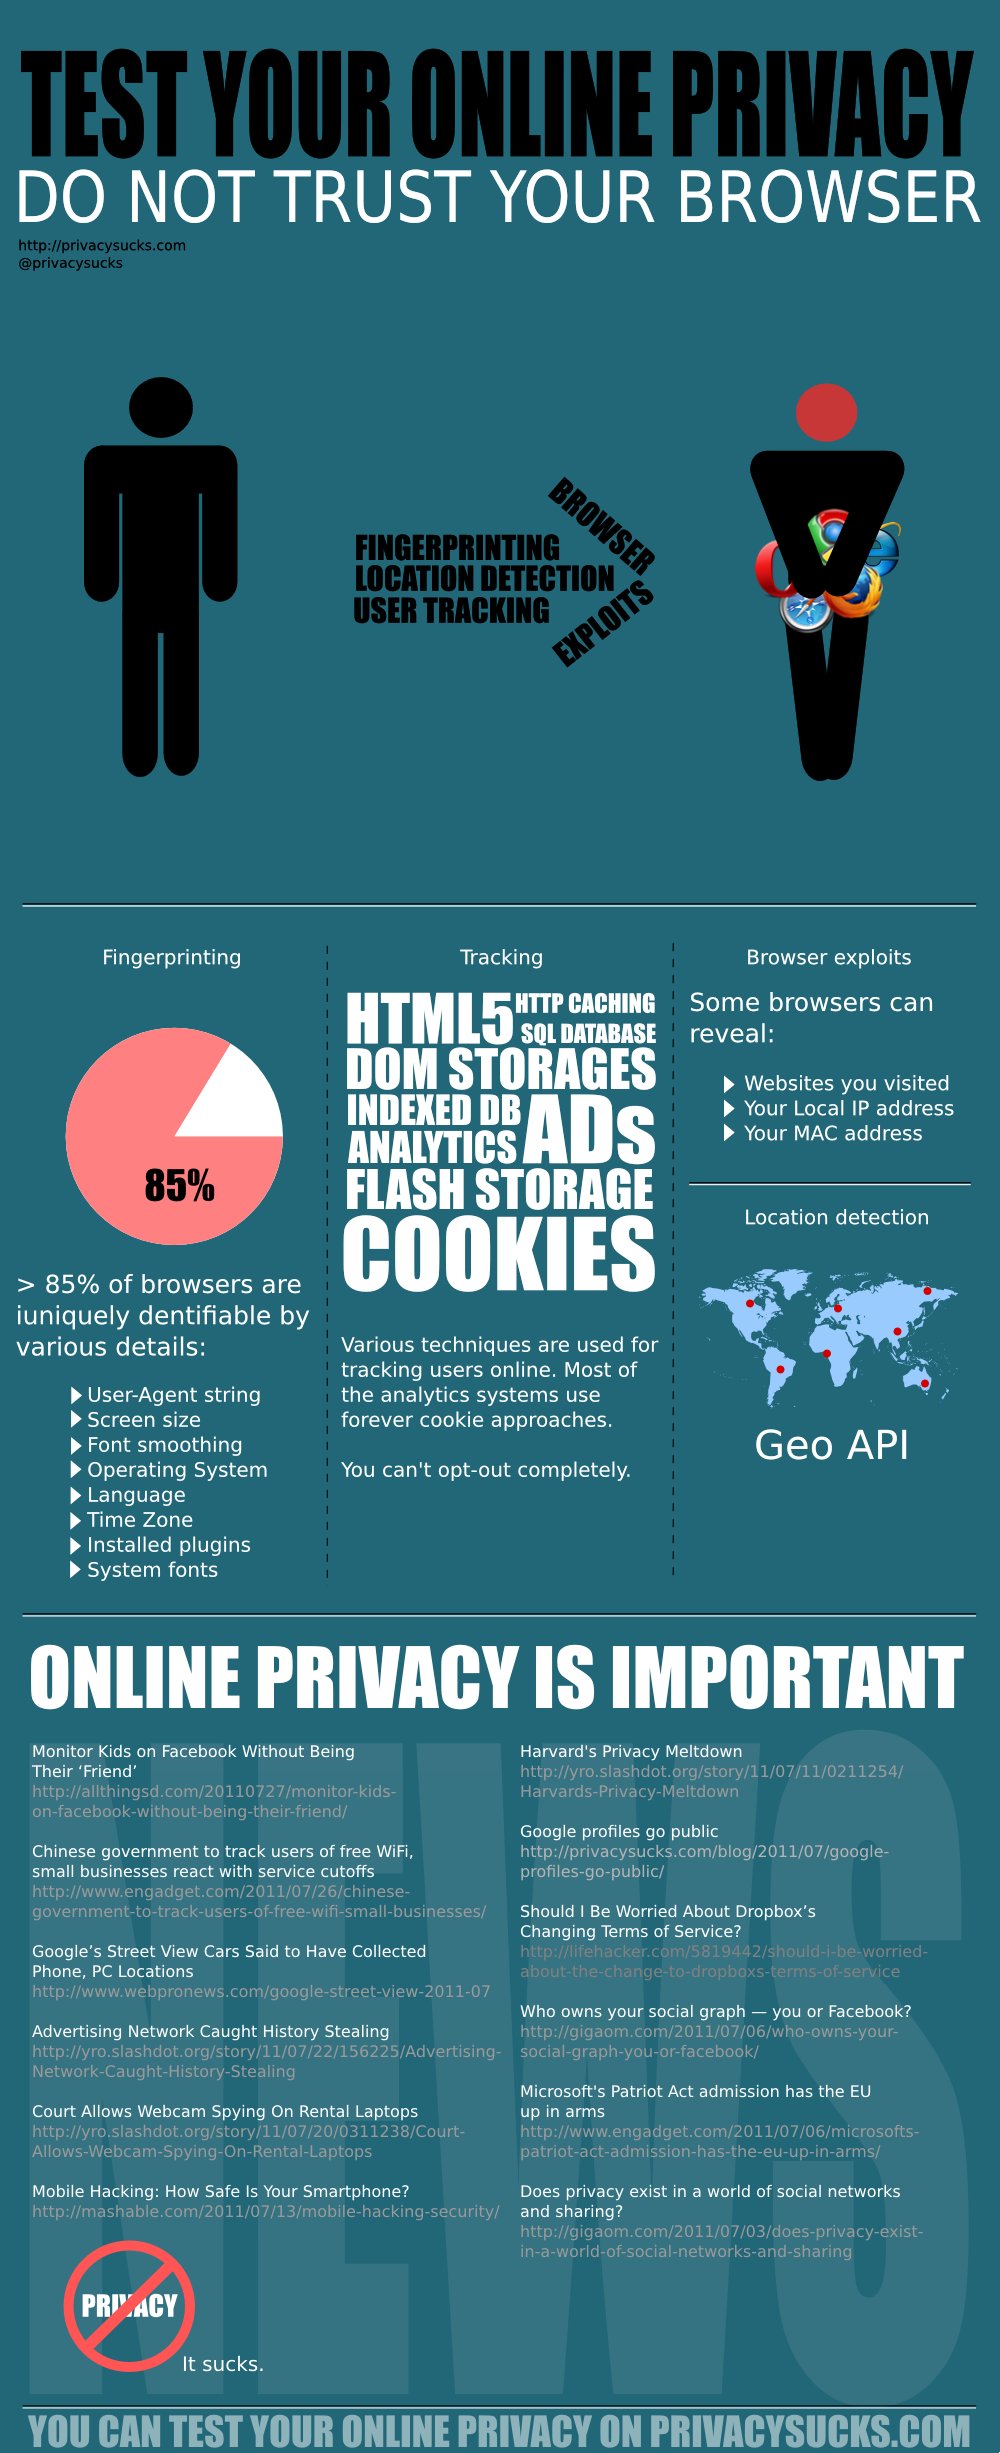 TEST YOUR ONLINE PRIVACY
DO NOT TRUST YOUR BROWSER
http://privacysucks.com
@privacysucks
FINGERPRINTING
LOCATION DETECTION
USER TRACKING
BROWSER
EXPLOITS
Fingerprinting
85%
> 85% of browsers are
iuniquely dentifiable by
various details:
User-Agent string
Screen size
Font smoothing
Operating System
Language
Time Zone
Installed plugins
System fonts
Tracking
HTML5
HTTP CACHING
SQL DATABASE
DOM STORAGES
INDEXED DB
ANALYTICS
ADs
FLASH STORAGE
COOKIES
Various techniques are used for
tracking users online. Most of
the analytics systems use
forever cookie approaches.
You can't opt-out completely.
Browser exploits
Some browsers can
reveal:
Websites you visited
Your Local IP address
Your MAC address
Location detection
Geo API
ONLINE PRIVACY IS IMPORTANT
NEWS
Monitor Kids on Facebook Without Being
Their ‘Friend’
http://allthingsd.com/20110727/monitor-kids-
on-facebook-without-being-their-friend/
Chinese government to track users of free WiFi,
small businesses react with service cutoffs
http://www.engadget.com/2011/07/26/chinese-
government-to-track-users-of-free-wifi-small-businesses/
Google’s Street View Cars Said to Have Collected
Phone, PC Locations
http://www.webpronews.com/google-street-view-2011-07
Advertising Network Caught History Stealing
http://yro.slashdot.org/story/11/07/22/156225/Advertising-
Network-Caught-History-Stealing
Court Allows Webcam Spying On Rental Laptops
http://yro.slashdot.org/story/11/07/20/0311238/Court-
Allows-Webcam-Spying-On-Rental-Laptops
Mobile Hacking: How Safe Is Your Smartphone?
http://mashable.com/2011/07/13/mobile-hacking-security/
Harvard's Privacy Meltdown
http://yro.slashdot.org/story/11/07/11/0211254/
Harvards-Privacy-Meltdown
Google profiles go public
http://privacysucks.com/blog/2011/07/google-
profiles-go-public/
Should I Be Worried About Dropbox’s
Changing Terms of Service?
http://lifehacker.com/5819442/should-i-be-worried-
about-the-change-to-dropboxs-terms-of-service
Who owns your social graph — you or Facebook?
http://gigaom.com/2011/07/06/who-owns-your-
social-graph-you-or-facebook/
Microsoft's Patriot Act admission has the EU
up in arms
http://www.engadget.com/2011/07/06/microsofts-
patriot-act-admission-has-the-eu-up-in-arms/
Does privacy exist in a world of social networks
and sharing?
http://gigaom.com/2011/07/03/does-privacy-exist-
in-a-world-of-social-networks-and-sharing
PRIVACY
It sucks.
YOU CAN TEST YOUR ONLINE PRIVACY ON PRIVACYSUCKS.COM